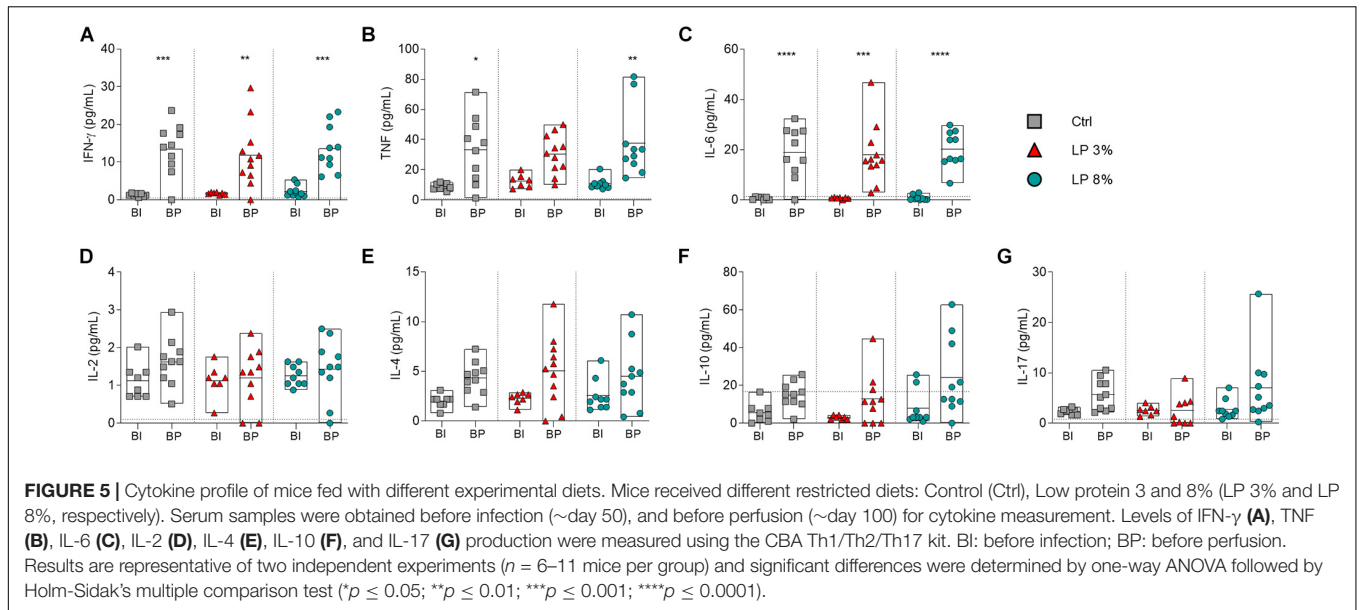 A
B
C
40
30
20
10
0
IFN-γ (pg/mL)
***
**
***
BI BP BI BP BI BP
100
80
60
40
20
0
TNF (pg/mL)
*
**
BI BP BI BP BI BP
60
40
20
0
IL-6 (pg/mL)
****
***
****
BI BP BI BP BI BP
Ctrl
LP 3%
LP 8%
D
E
F
G
4
3
2
1
0
IL-2 (pg/mL)
BI BP BI BP BI BP
15
10
5
0
IL-4 (pg/mL)
BI BP BI BP BI BP
80
60
40
20
0
IL-10 (pg/mL)
BI BP BI BP BI BP
30
20
10
0
IL-17 (pg/mL)
BI BP BI BP BI BP
FIGURE 5 | Cytokine profile of mice fed with different experimental diets. Mice received different restricted diets: Control (Ctrl), Low protein 3 and 8% (LP 3% and LP
8%, respectively). Serum samples were obtained before infection (∼day 50), and before perfusion (∼day 100) for cytokine measurement. Levels of IFN-γ (A), TNF
(B), IL-6 (C), IL-2 (D), IL-4 (E), IL-10 (F), and IL-17 (G) production were measured using the CBA Th1/Th2/Th17 kit. BI: before infection; BP: before perfusion.
Results are representative of two independent experiments (n = 6–11 mice per group) and significant differences were determined by one-way ANOVA followed by
Holm-Sidak's multiple comparison test (*p ≤ 0.05; **p ≤ 0.01; ***p ≤ 0.001; ****p ≤ 0.0001).